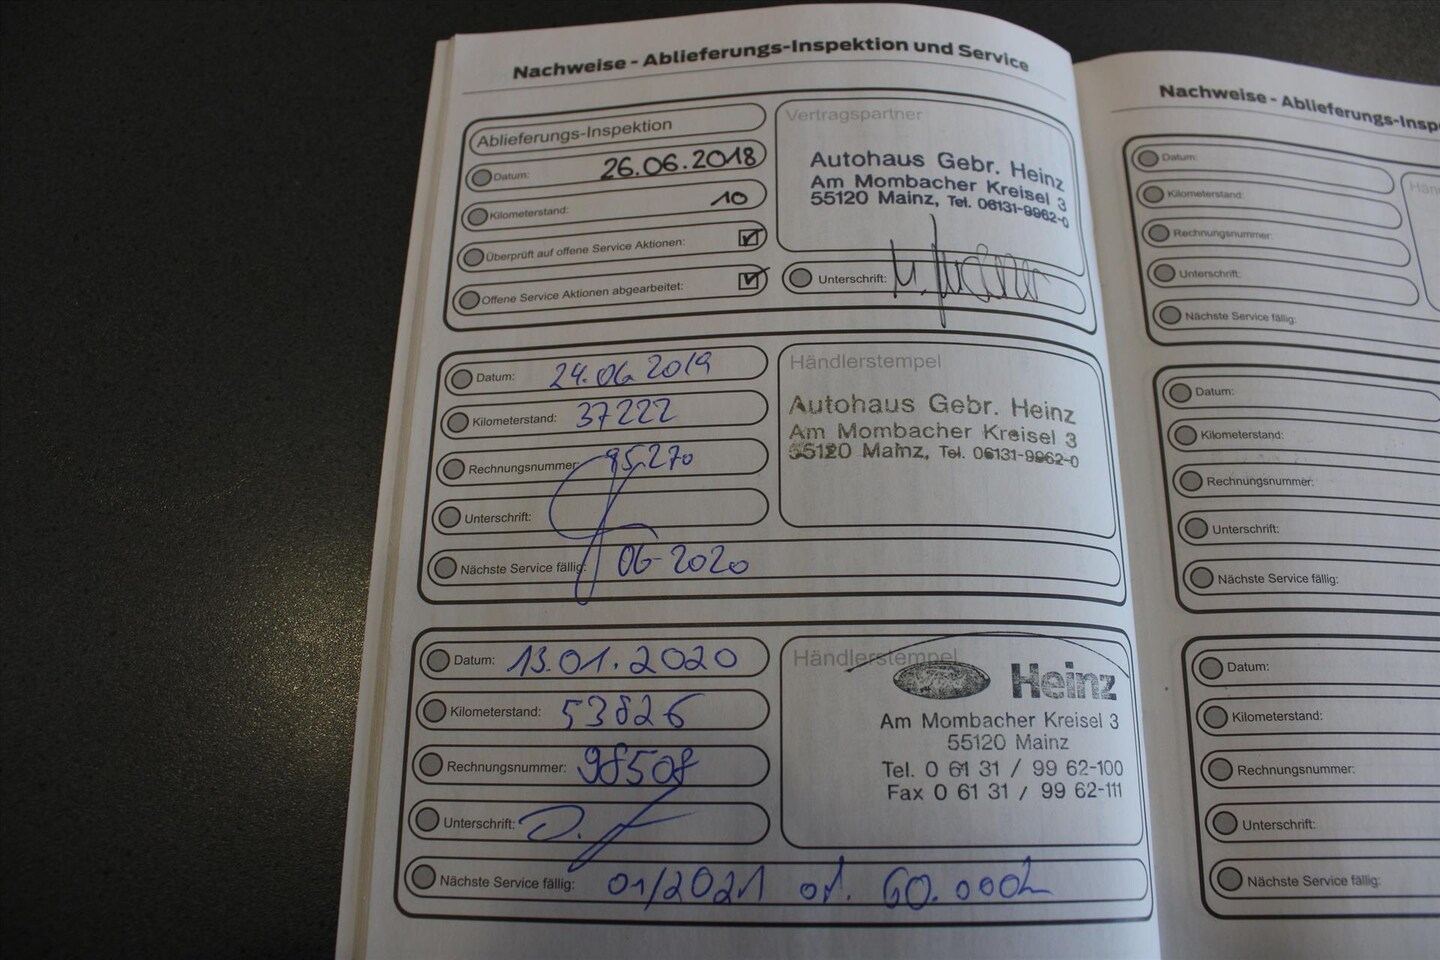 Nachweise - Ablieferungs-Inspektion und Service
Ablieferungs-Inspektion
Datum: 26.06.2018
Kilometerstand: 10
Überprüft auf offene Service Aktionen:
Offene Service Aktionen abgearbeitet:
Vertragspartner
Autohaus Gebr. Heinz
Am Mombacher Kreisel 3
55120 Mainz, Tel. 06131-9962-0
Unterschrift:
Datum: 24.06.2019
Kilometerstand: 37222
Rechnungsnummer: 95270
Unterschrift:
Nächste Service fällig: 06-2020
Händlerstempel
Autohaus Gebr. Heinz
Am Mombacher Kreisel 3
55120 Mainz, Tel. 06131-9962-0
Datum: 13.01.2020
Kilometerstand: 53826
Rechnungsnummer: 98508
Unterschrift:
Nächste Service fällig: 01/2021 od. 60.000
Händlerstempel
Heinz
Am Mombacher Kreisel 3
55120 Mainz
Tel. 0 61 31 / 99 62-100
Fax 0 61 31 / 99 62-111
Nachweise - Ablieferungs-Insp
Datum:
Kilometerstand:
Rechnungsnummer:
Unterschrift:
Nächste Service fällig:
Datum:
Kilometerstand:
Rechnungsnummer:
Unterschrift:
Nächste Service fällig:
Datum:
Kilometerstand:
Rechnungsnummer:
Unterschrift:
Nächste Service fällig: